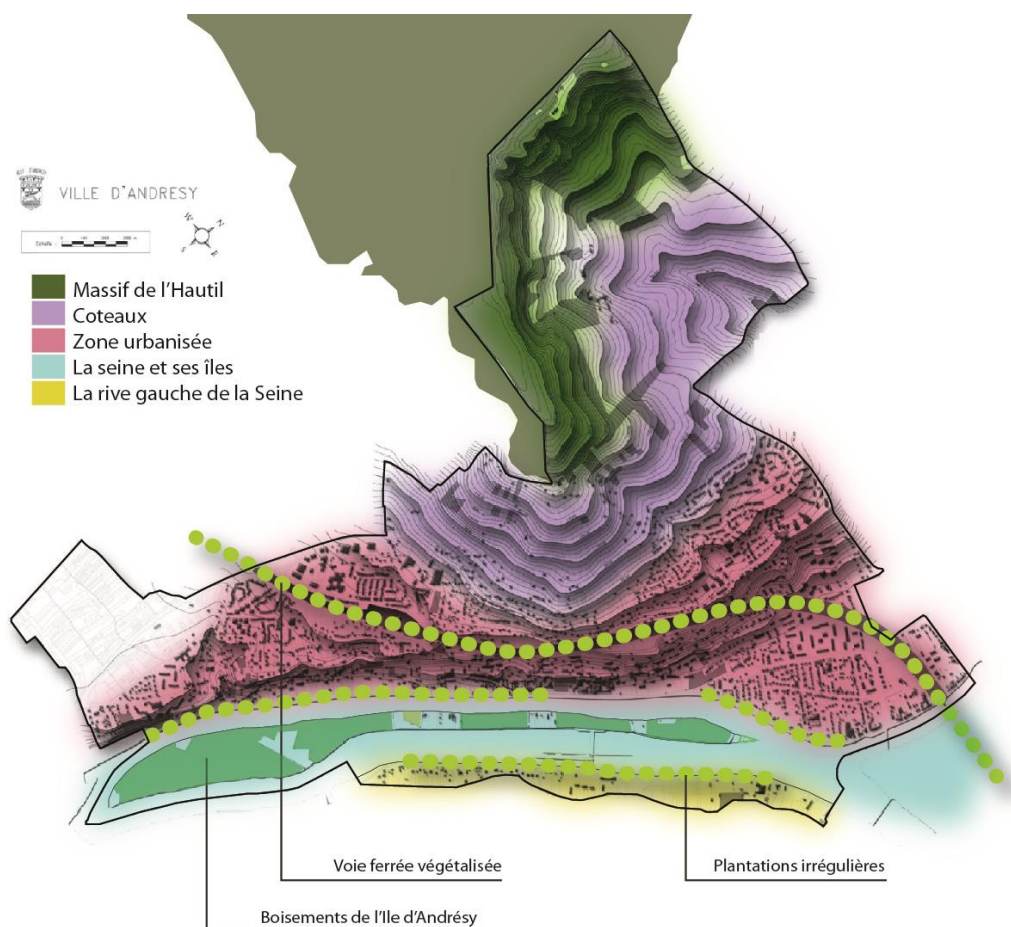 VILLE D'ANDRESY
Echelle :
W
N
S
E
Massif de l'Hautil
Coteaux
Zone urbanisée
La seine et ses îles
La rive gauche de la Seine
Voie ferrée végétalisée
Plantations irrégulières
Boisements de l'Ile d'Andrésy